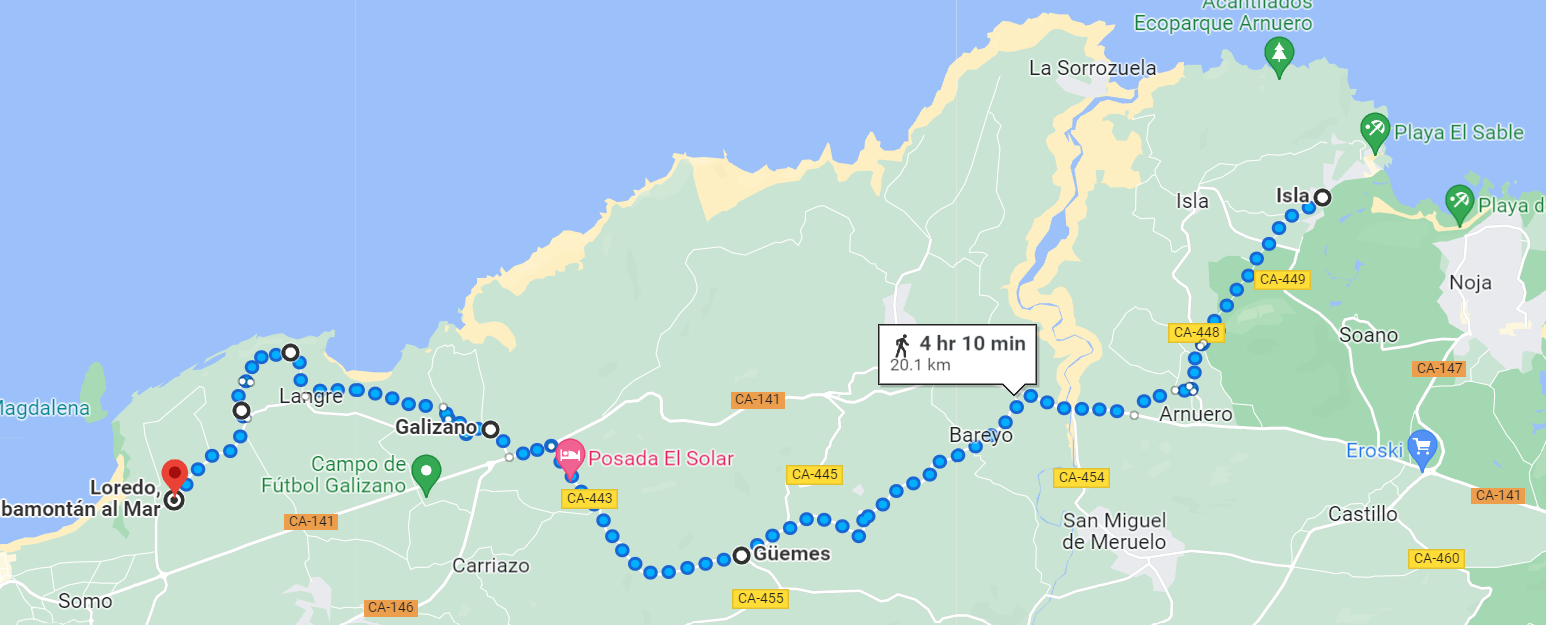 Acantilados
Ecoparque Arnuero
La Sorrozuela
Playa El Sable
Isla
Isla
Playa d
CA-449
Noja
CA-448
Soano
4 hr 10 min
20.1 km
CA-147
Magdalena
Langre
CA-141
Arnuero
Galizano
Bareyo
Eroski
Posada El Solar
Campo de
Fútbol Galizano
CA-445
CA-454
Loredo,
bamontán al Mar
CA-443
CA-141
CA-141
San Miguel
de Meruelo
Castillo
Güemes
Carriazo
CA-460
Somo
CA-146
CA-455